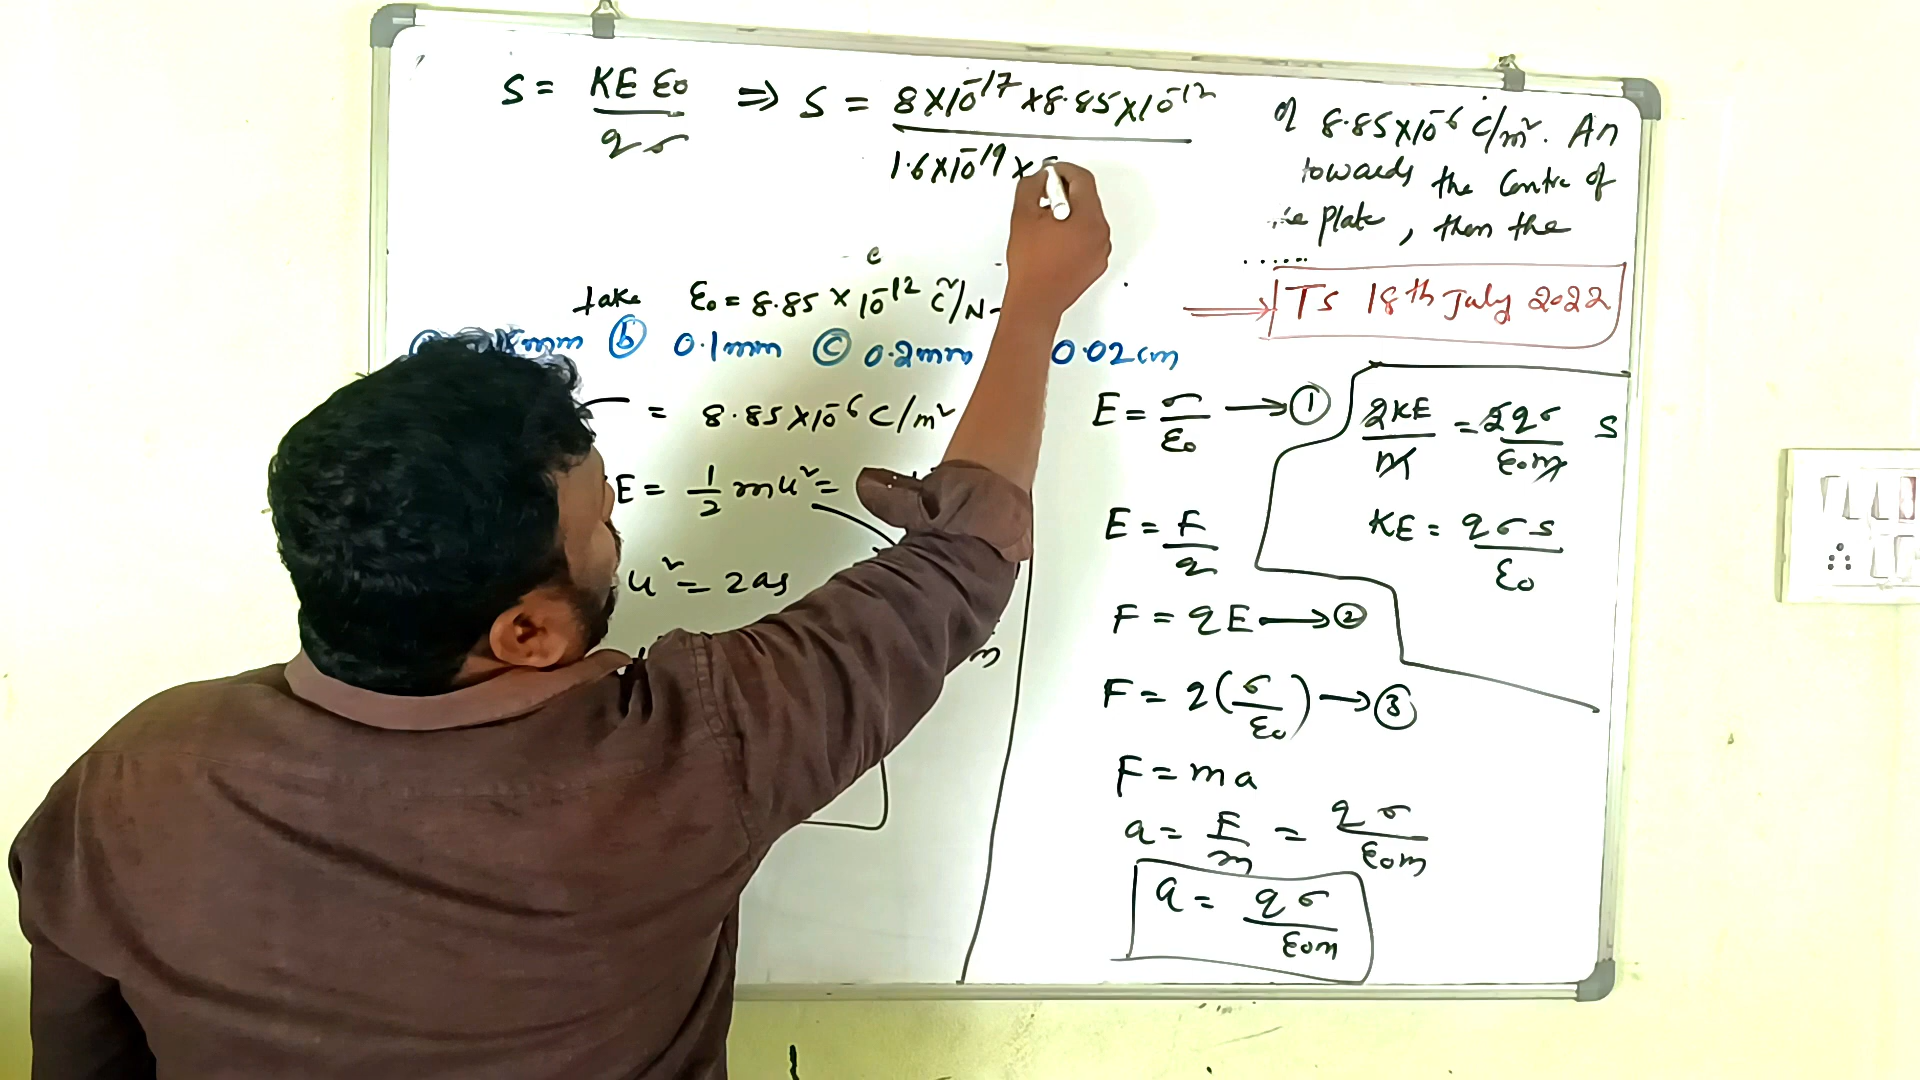 S = KE ε₀ / qσ ⇒ S = 8×10⁻¹⁷×8.85×10⁻¹² / 1.6×10⁻¹⁹×
of 8.85×10⁻⁶ C/m². An
towards the Centre of
Plate, then the
......
take ε₀ = 8.85 × 10⁻¹² C²/N-
TS 18th July 2022
mm ⓑ 0.1mm ⓒ 0.2mm 0.02cm
= 8.85×10⁻⁶ C/m²
E = 1/2 mu² =
u² = 2as
E = σ/ε₀ → ①
E = F/q
F = qE → ②
F = q(σ/ε₀) → ③
F = ma
a = F/m = qσ/ε₀m
a = qσ/ε₀m
2KE/m = 2qσ/ε₀m S
KE = qσs/ε₀